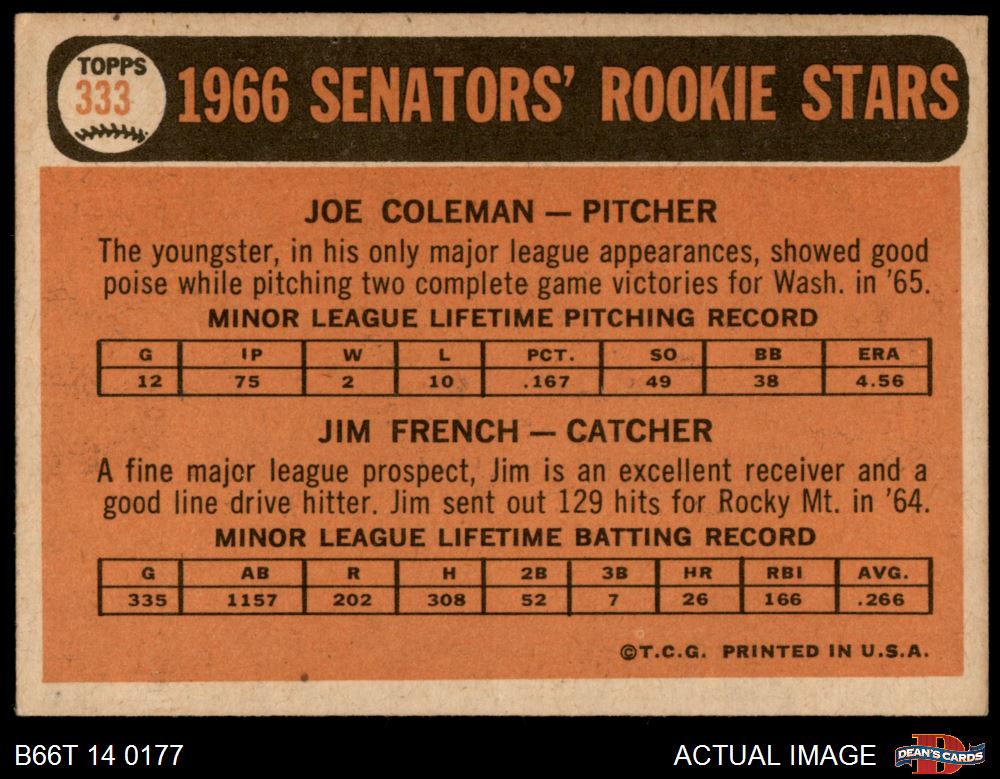 TOPPS
333
1966 SENATORS' ROOKIE STARS
JOE COLEMAN — PITCHER
The youngster, in his only major league appearances, showed good
poise while pitching two complete game victories for Wash. in '65.
MINOR LEAGUE LIFETIME PITCHING RECORD
G IP W L PCT. SO BB ERA
12 75 2 10 .167 49 38 4.56
JIM FRENCH — CATCHER
A fine major league prospect, Jim is an excellent receiver and a
good line drive hitter. Jim sent out 129 hits for Rocky Mt. in '64.
MINOR LEAGUE LIFETIME BATTING RECORD
G AB R H 2B 3B HR RBI AVG.
335 1157 202 308 52 7 26 166 .266
©T.C.G. PRINTED IN U.S.A.
B66T 14 0177
ACTUAL IMAGE
DEAN'S CARDS